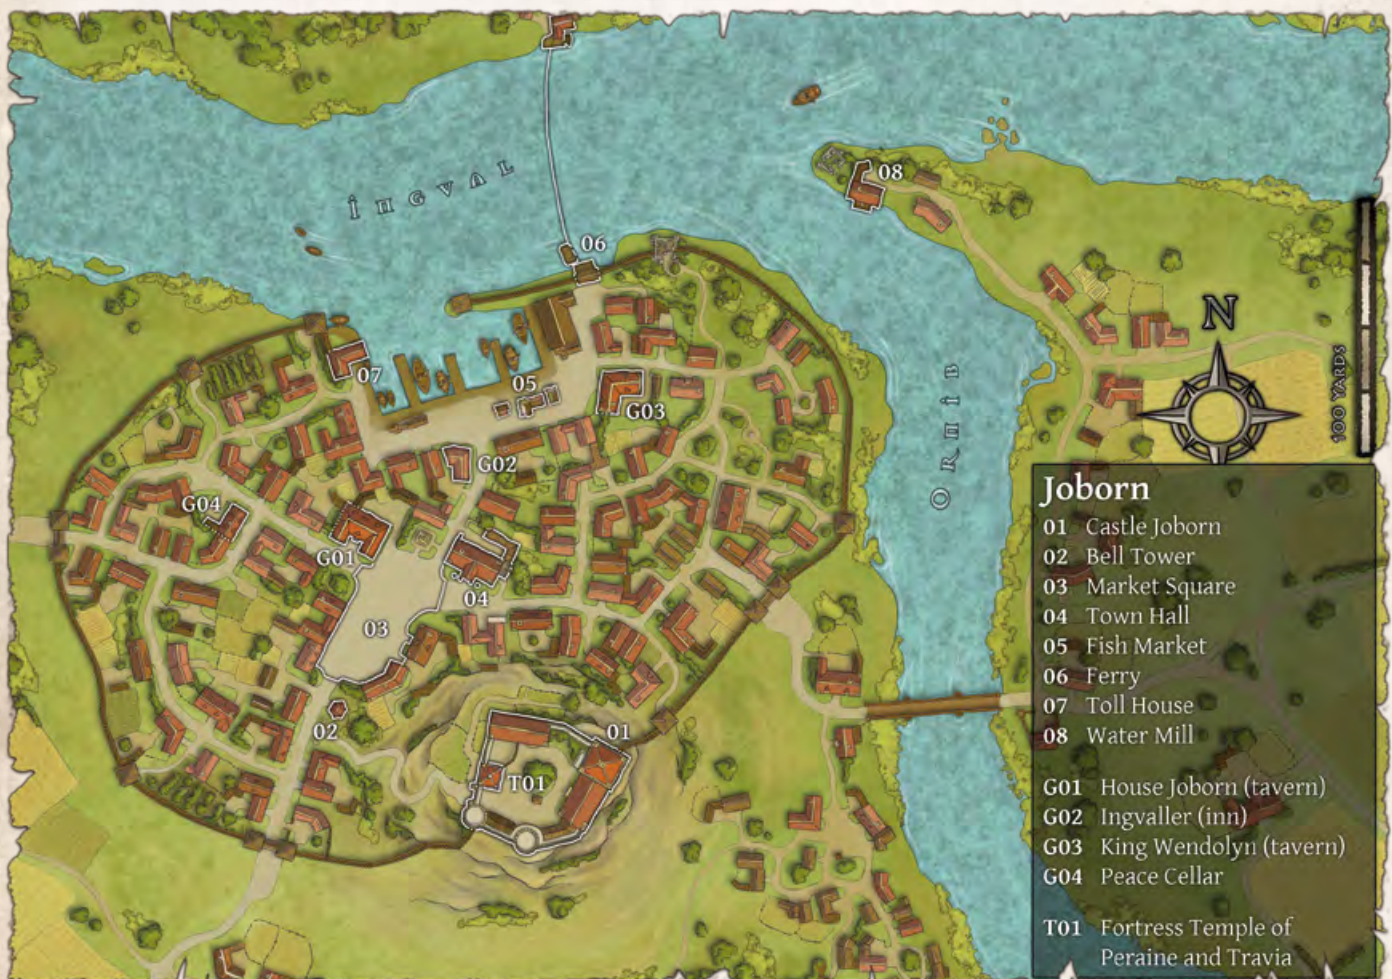 INGVAL
08
06
N
07
05
G03
100 YARDS
ORNIB
G02
G04
G01
04
03
02
01
T01
Joborn
01 Castle Joborn
02 Bell Tower
03 Market Square
04 Town Hall
05 Fish Market
06 Ferry
07 Toll House
08 Water Mill
G01 House Joborn (tavern)
G02 Ingvaller (inn)
G03 King Wendolyn (tavern)
G04 Peace Cellar
T01 Fortress Temple of
Peraine and Travia